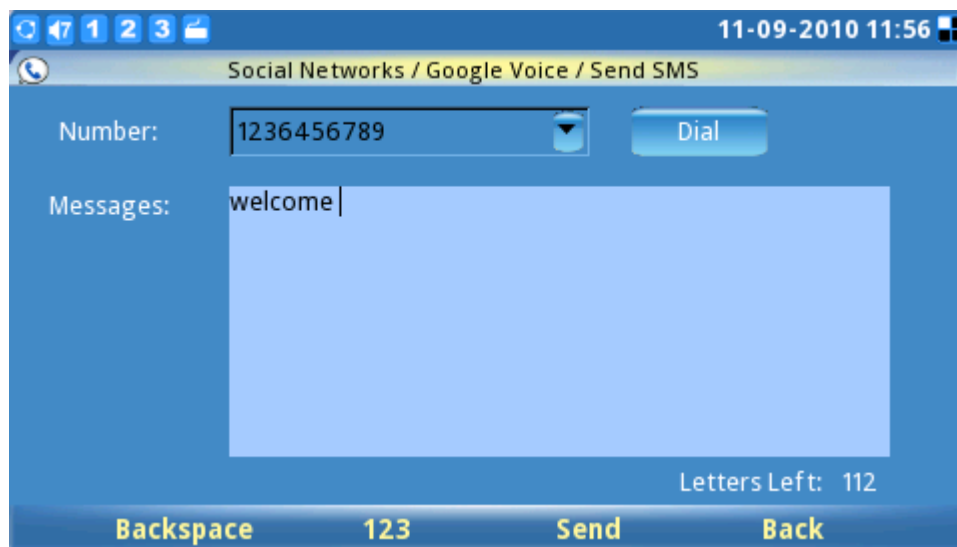 7 1 2 3 11-09-2010 11:56
Social Networks / Google Voice / Send SMS
Number: 1236456789 Dial
Messages: welcome
Letters Left: 112
Backspace 123 Send Back